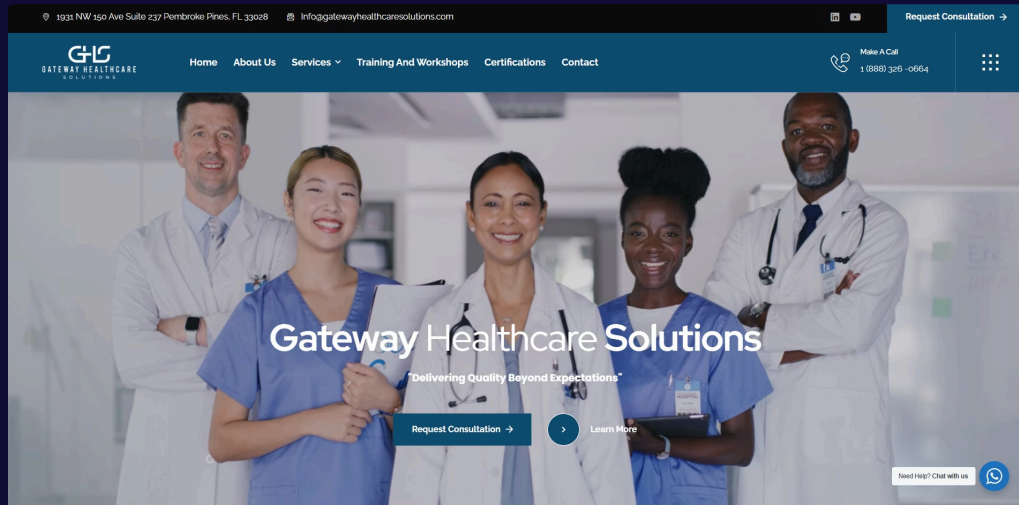 1931 NW 150 Ave Suite 237 Pembroke Pines, FL 33028
Info@gatewayhealthcaresolutions.com
Request Consultation →
GHS
GATEWAY HEALTHCARE
SOLUTIONS
Home About Us Services Training And Workshops Certifications Contact
Make A Call
1 (888) 326 -0664
Gateway Healthcare Solutions
"Delivering Quality Beyond Expectations"
Request Consultation →
Learn More
Need Help? Chat with us